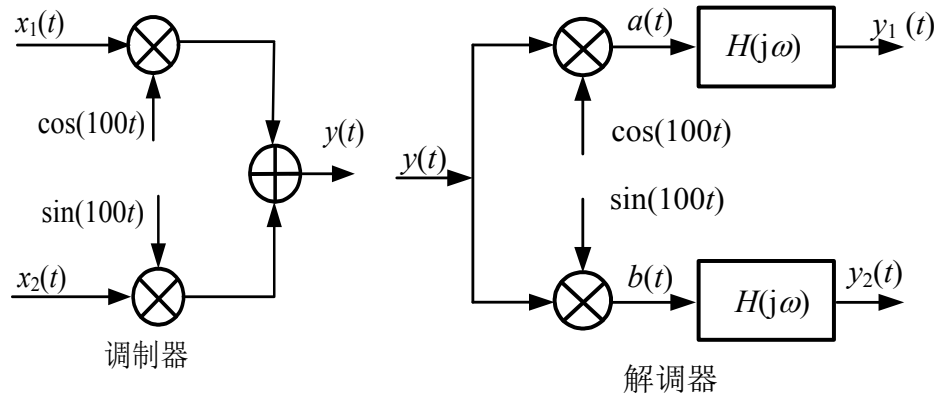 x₁(t)
cos(100t)
y(t)
sin(100t)
x₂(t)
调制器
y(t)
a(t)
H(jω)
y₁ (t)
cos(100t)
sin(100t)
b(t)
H(jω)
y₂(t)
解调器